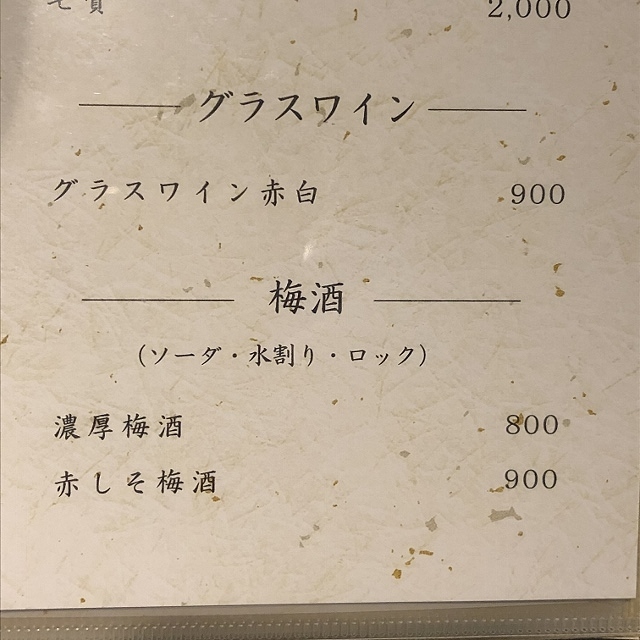 2,000
グラスワイン
グラスワイン赤白 900
梅酒
(ソーダ・水割り・ロック)
濃厚梅酒 800
赤しそ梅酒 900